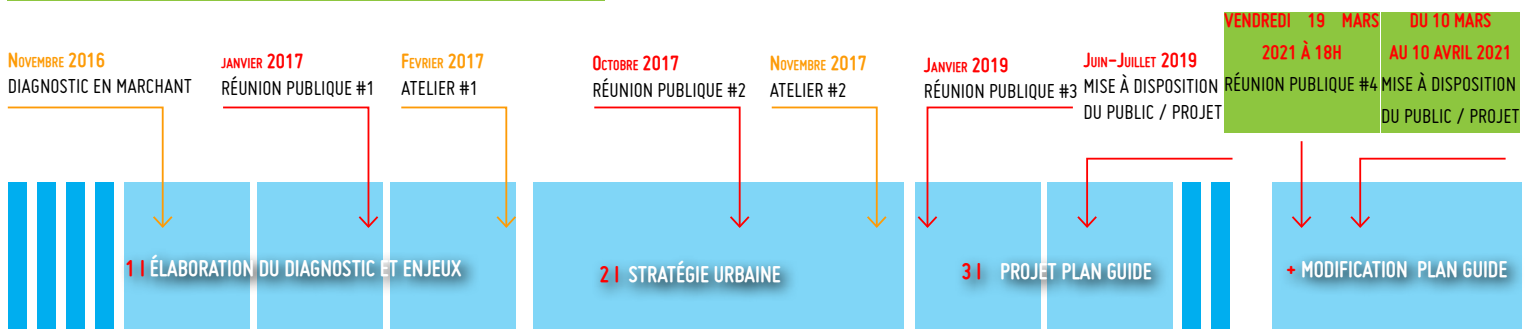 Novembre 2016
DIAGNOSTIC EN MARCHANT
Janvier 2017
RÉUNION PUBLIQUE #1
Fevrier 2017
ATELIER #1
Octobre 2017
RÉUNION PUBLIQUE #2
Novembre 2017
ATELIER #2
Janvier 2019
RÉUNION PUBLIQUE #3
Juin-Juillet 2019
MISE À DISPOSITION
DU PUBLIC / PROJET
VENDREDI 19 MARS
2021 À 18H
RÉUNION PUBLIQUE #4
DU 10 MARS
AU 10 AVRIL 2021
MISE À DISPOSITION
DU PUBLIC / PROJET
1 | ÉLABORATION DU DIAGNOSTIC ET ENJEUX
2 | STRATÉGIE URBAINE
3 | PROJET PLAN GUIDE
+ MODIFICATION PLAN GUIDE